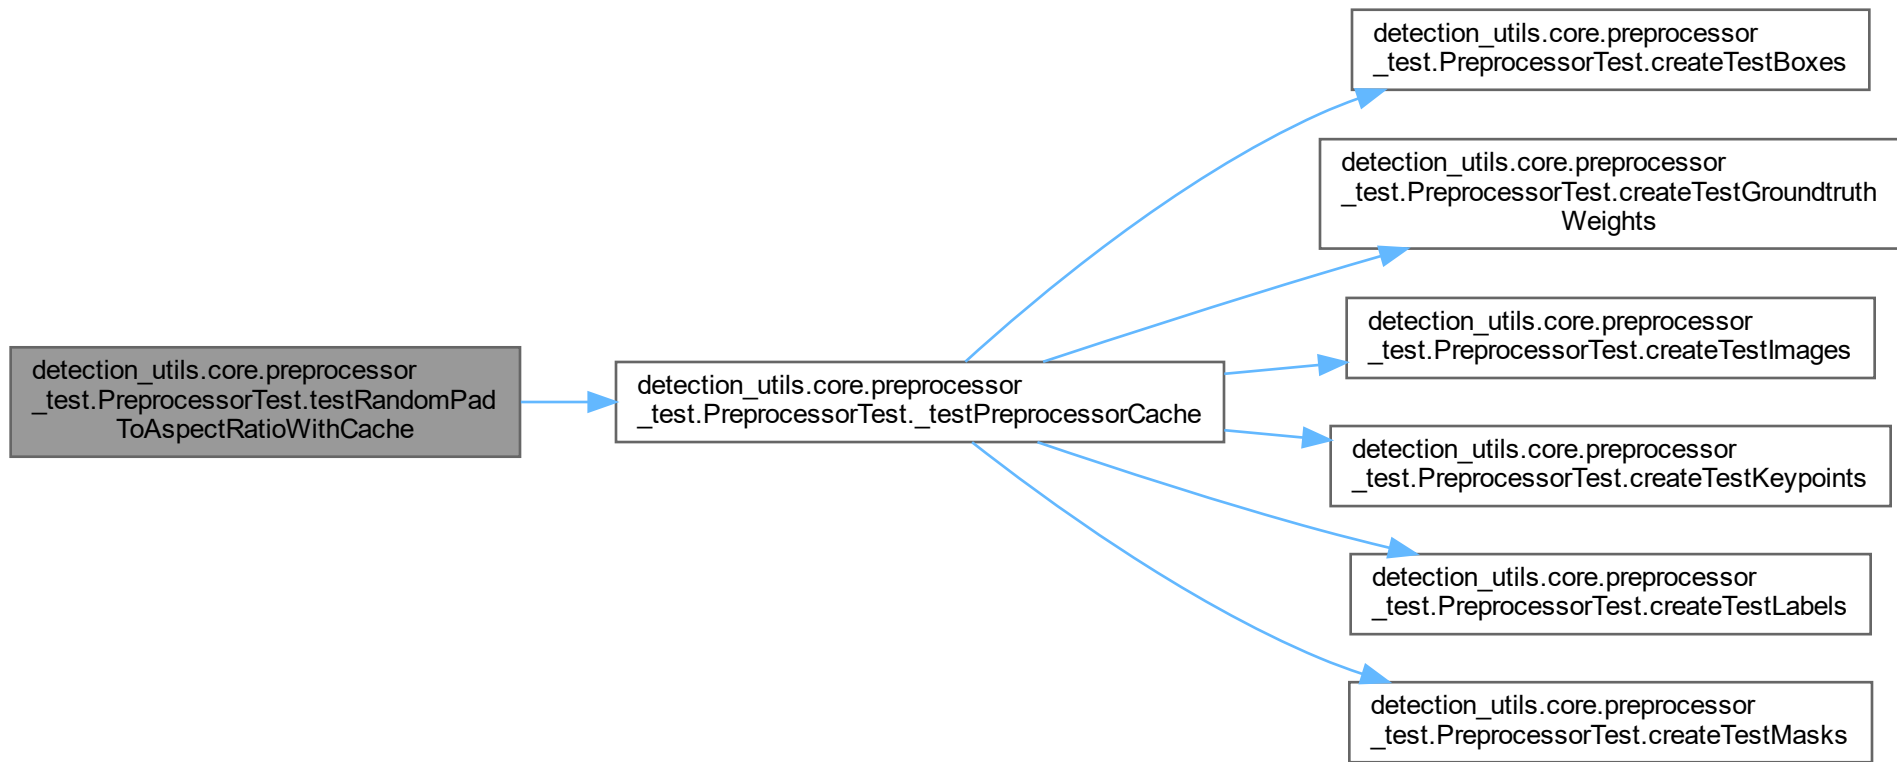 detection_utils.core.preprocessor
_test.PreprocessorTest.testRandomPad
ToAspectRatioWithCache
detection_utils.core.preprocessor
_test.PreprocessorTest._testPreprocessorCache
detection_utils.core.preprocessor
_test.PreprocessorTest.createTestBoxes
detection_utils.core.preprocessor
_test.PreprocessorTest.createTestGroundtruth
Weights
detection_utils.core.preprocessor
_test.PreprocessorTest.createTestImages
detection_utils.core.preprocessor
_test.PreprocessorTest.createTestKeypoints
detection_utils.core.preprocessor
_test.PreprocessorTest.createTestLabels
detection_utils.core.preprocessor
_test.PreprocessorTest.createTestMasks